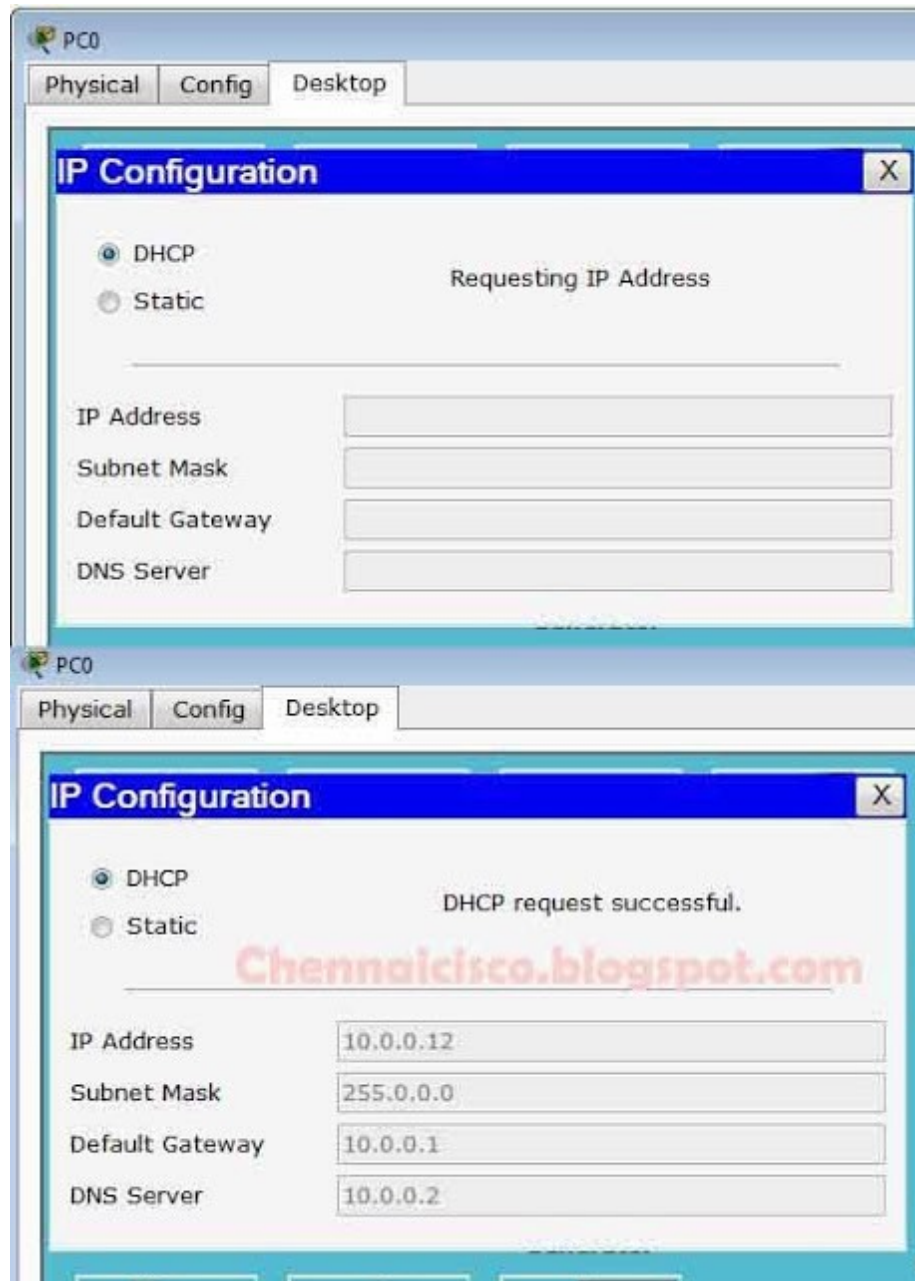 PC0
Physical Config Desktop
IP Configuration X
DHCP
Requesting IP Address
Static
IP Address
Subnet Mask
Default Gateway
DNS Server
PC0
Physical Config Desktop
IP Configuration X
DHCP
DHCP request successful.
Static
Chennaicisco.blogspot.com
IP Address 10.0.0.12
Subnet Mask 255.0.0.0
Default Gateway 10.0.0.1
DNS Server 10.0.0.2